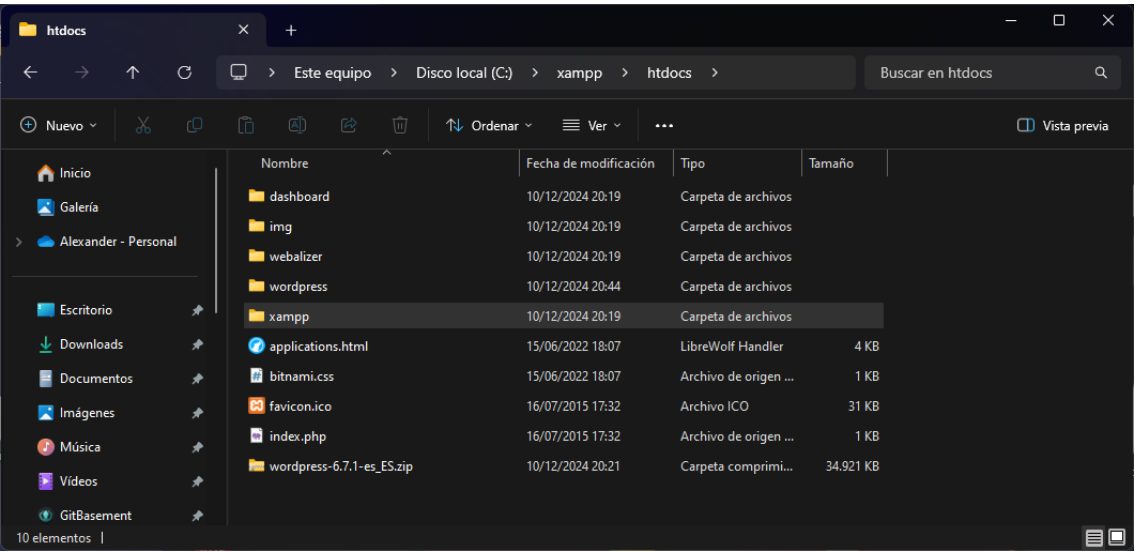 htdocs
Este equipo > Disco local (C:) > xampp > htdocs >
Buscar en htdocs
Nuevo
Ordenar
Ver
Vista previa
Inicio
Galería
Alexander - Personal
Escritorio
Downloads
Documentos
Imágenes
Música
Vídeos
GitBasement
Nombre Fecha de modificación Tipo Tamaño
dashboard 10/12/2024 20:19 Carpeta de archivos
img 10/12/2024 20:19 Carpeta de archivos
webalizer 10/12/2024 20:19 Carpeta de archivos
wordpress 10/12/2024 20:44 Carpeta de archivos
xampp 10/12/2024 20:19 Carpeta de archivos
applications.html 15/06/2022 18:07 LibreWolf Handler 4 KB
bitnami.css 15/06/2022 18:07 Archivo de origen ... 1 KB
favicon.ico 16/07/2015 17:32 Archivo ICO 31 KB
index.php 16/07/2015 17:32 Archivo de origen ... 1 KB
wordpress-6.7.1-es_ES.zip 10/12/2024 20:21 Carpeta comprimi... 34.921 KB
10 elementos